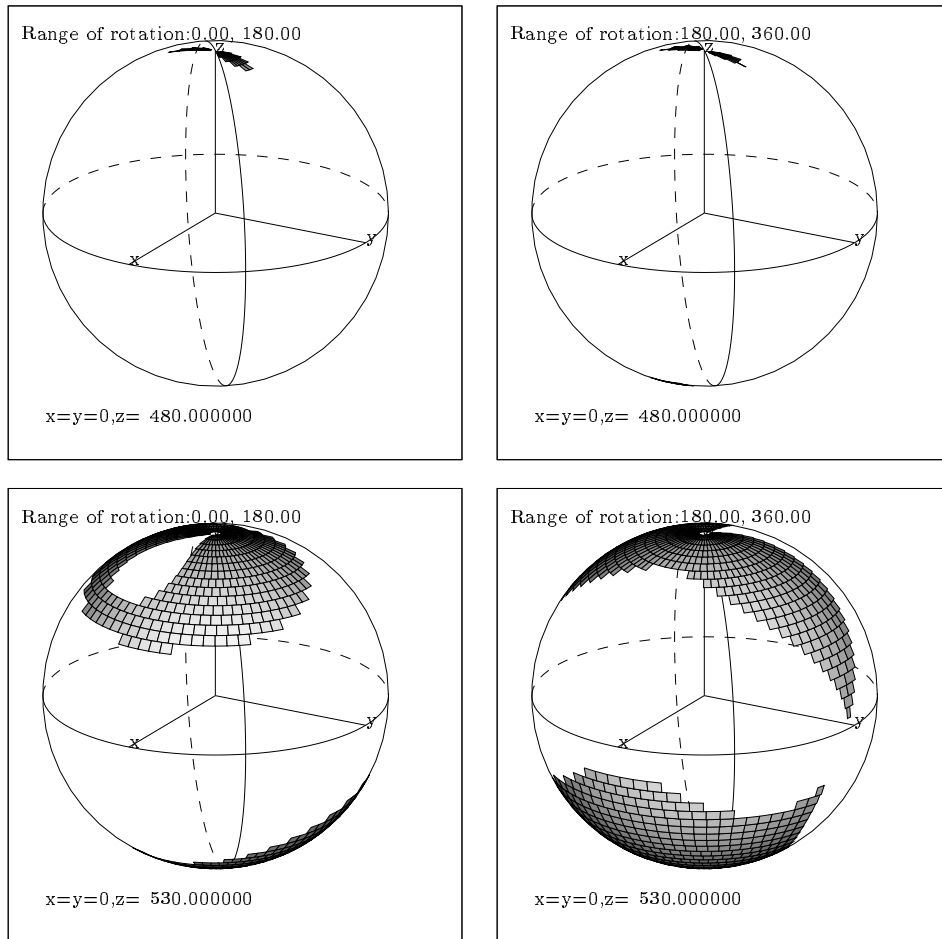 Range of rotation:0.00, 180.00
z
x
y
x=y=0,z= 480.000000
Range of rotation:180.00, 360.00
z
x
y
x=y=0,z= 480.000000
Range of rotation:0.00, 180.00
x
y
x=y=0,z= 530.000000
Range of rotation:180.00, 360.00
x
y
x=y=0,z= 530.000000